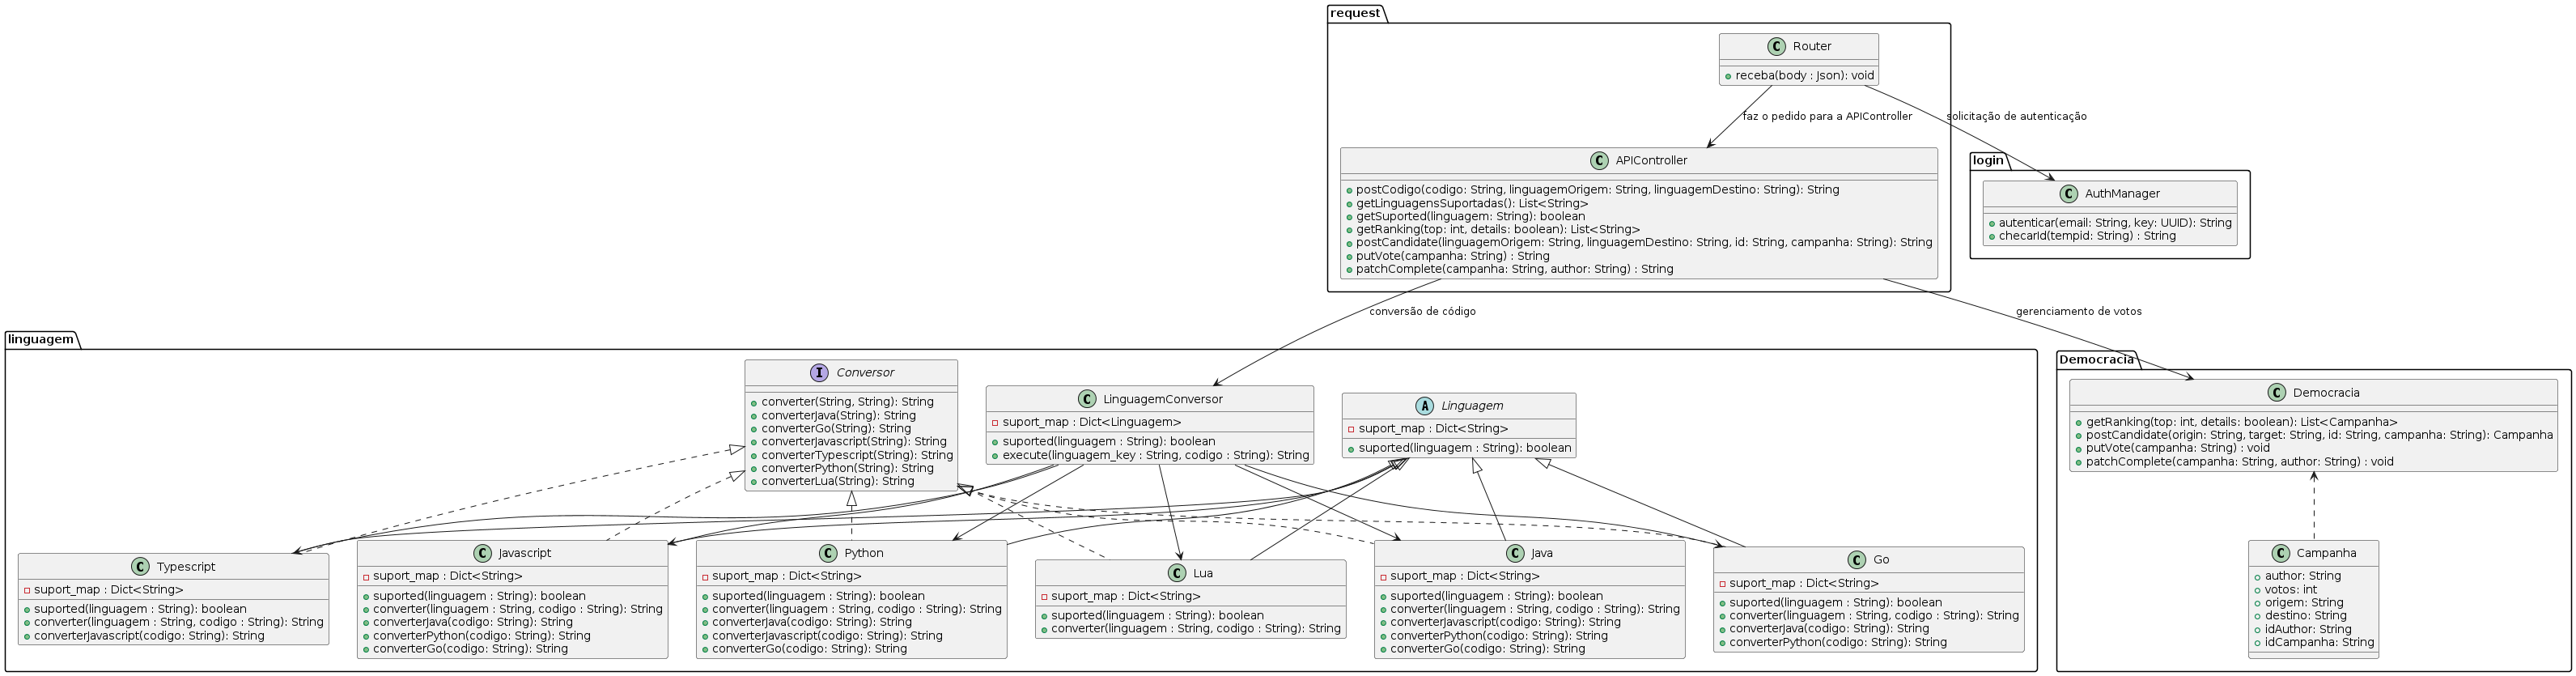 request
C Router
receba(body : Json): void
faz o pedido para a APIController
solicitação de autenticação
C APIController
postCodigo(codigo: String, linguagemOrigem: String, linguagemDestino: String): String
getLinguagensSuportadas(): List<String>
getSuported(linguagem: String): boolean
getRanking(top: int, details: boolean): List<String>
postCandidate(linguagemOrigem: String, linguagemDestino: String, id: String, campanha: String): String
putVote(campanha: String) : String
patchComplete(campanha: String, author: String) : String
login
C AuthManager
autenticar(email: String, key: UUID): String
checarId(tempid: String) : String
conversão de código
gerenciamento de votos
linguagem
I Conversor
converter(String, String): String
converterJava(String): String
converterGo(String): String
converterJavascript(String): String
converterTypescript(String): String
converterPython(String): String
converterLua(String): String
C LinguagemConversor
suport_map : Dict<Linguagem>
suported(linguagem : String): boolean
execute(linguagem_key : String, codigo : String): String
A Linguagem
suport_map : Dict<String>
suported(linguagem : String): boolean
C Typescript
suport_map : Dict<String>
suported(linguagem : String): boolean
converter(linguagem : String, codigo : String): String
converterJavascript(codigo: String): String
C Javascript
suport_map : Dict<String>
suported(linguagem : String): boolean
converter(linguagem : String, codigo : String): String
converterJava(codigo: String): String
converterPython(codigo: String): String
converterGo(codigo: String): String
C Python
suport_map : Dict<String>
suported(linguagem : String): boolean
converter(linguagem : String, codigo : String): String
converterJava(codigo: String): String
converterJavascript(codigo: String): String
converterGo(codigo: String): String
C Lua
suport_map : Dict<String>
suported(linguagem : String): boolean
converter(linguagem : String, codigo : String): String
C Java
suport_map : Dict<String>
suported(linguagem : String): boolean
converter(linguagem : String, codigo : String): String
converterJavascript(codigo: String): String
converterPython(codigo: String): String
converterGo(codigo: String): String
C Go
suport_map : Dict<String>
suported(linguagem : String): boolean
converter(linguagem : String, codigo : String): String
converterJava(codigo: String): String
converterPython(codigo: String): String
Democracia
C Democracia
getRanking(top: int, details: boolean): List<Campanha>
postCandidate(origin: String, target: String, id: String, campanha: String): Campanha
putVote(campanha: String) : void
patchComplete(campanha: String, author: String) : void
C Campanha
author: String
votos: int
origem: String
destino: String
idAuthor: String
idCampanha: String